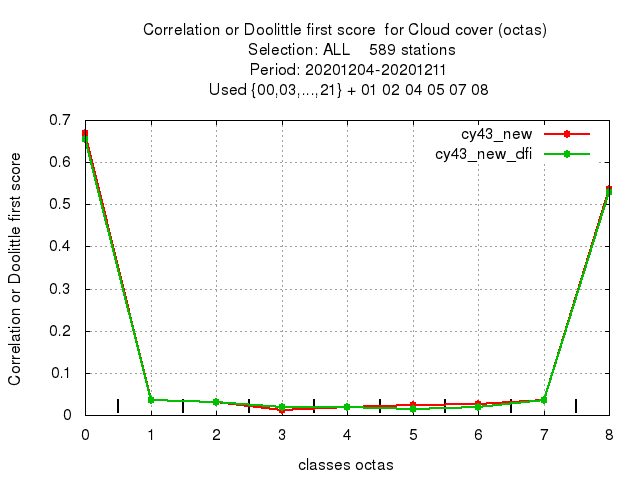 Correlation or Doolittle first score  for Cloud cover (octas)
Selection: ALL    589 stations
Period: 20201204-20201211
Used {00,03,...,21} + 01 02 04 05 07 08
cy43_new
cy43_new_dfi
Correlation or Doolittle first score
0.7
0.6
0.5
0.4
0.3
0.2
0.1
0
0 1 2 3 4 5 6 7 8
classes octas